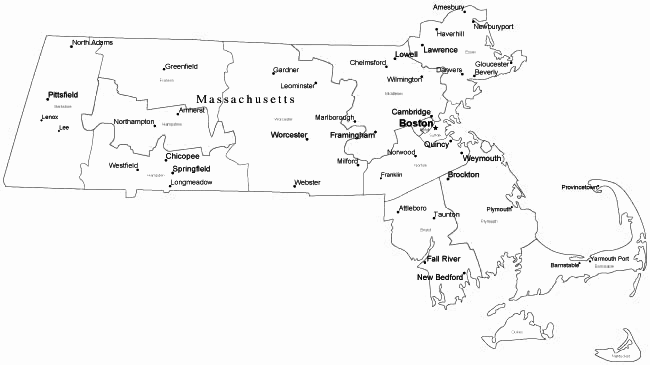 Amesbury
Newburyport
Haverhill
North Adams
Lawrence
Essex
Lowell
Chelmsford
Gloucester
Greenfield
Gardner
Danvers
Beverly
Franklin
Wilmington
Leominster
Pittsfield
Middlesex
Massachusetts
Berkshire
Amherst
Cambridge
Lenox
Northampton
Hampshire
Worcester
Marlborough
Boston
Lee
Worcester
Framingham
Quincy
Chicopee
Norwood
Weymouth
Westfield
Milford
Norfolk
Springfield
Hampden
Franklin
Brockton
Longmeadow
Webster
Provincetown
Attleboro
Plymouth
Taunton
Plymouth
Bristol
Fall River
Yarmouth Port
Barnstable
Barnstable
New Bedford
Dukes
Nantucket